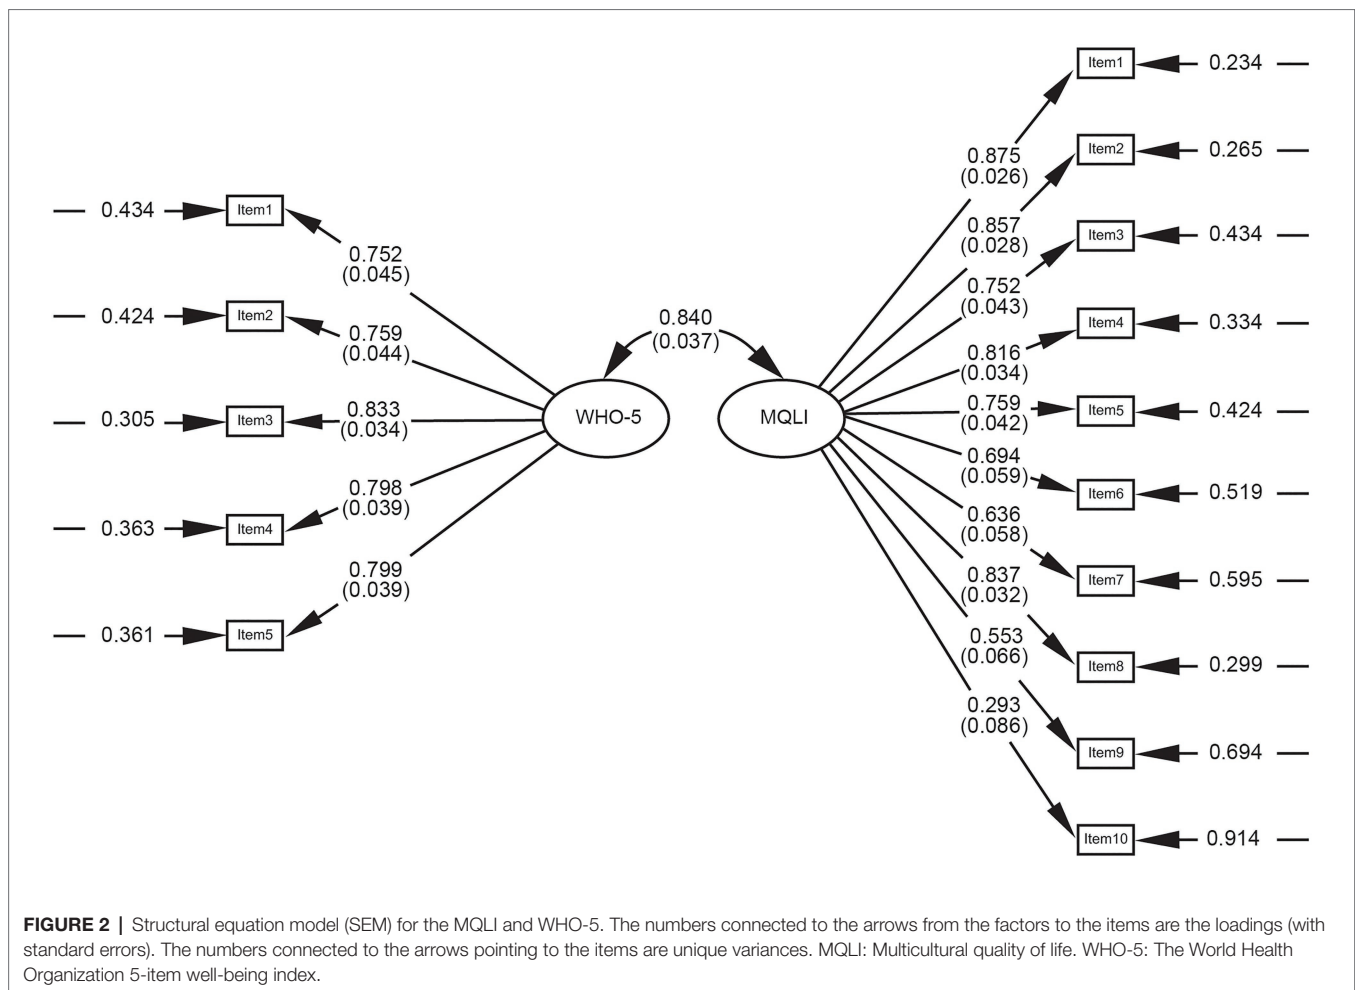 0.434
Item1
0.752
(0.045)
0.424
Item2
0.759
(0.044)
0.305
Item3
0.833
(0.034)
0.363
Item4
0.798
(0.039)
0.361
Item5
0.799
(0.039)
WHO-5
0.840
(0.037)
MQLI
0.875
(0.026)
Item1
0.234
0.857
(0.028)
Item2
0.265
0.752
(0.043)
Item3
0.434
0.816
(0.034)
Item4
0.334
0.759
(0.042)
Item5
0.424
0.694
(0.059)
Item6
0.519
0.636
(0.058)
Item7
0.595
0.837
(0.032)
Item8
0.299
0.553
(0.066)
Item9
0.694
0.293
(0.086)
Item10
0.914
FIGURE 2 | Structural equation model (SEM) for the MQLI and WHO-5. The numbers connected to the arrows from the factors to the items are the loadings (with
standard errors). The numbers connected to the arrows pointing to the items are unique variances. MQLI: Multicultural quality of life. WHO-5: The World Health
Organization 5-item well-being index.